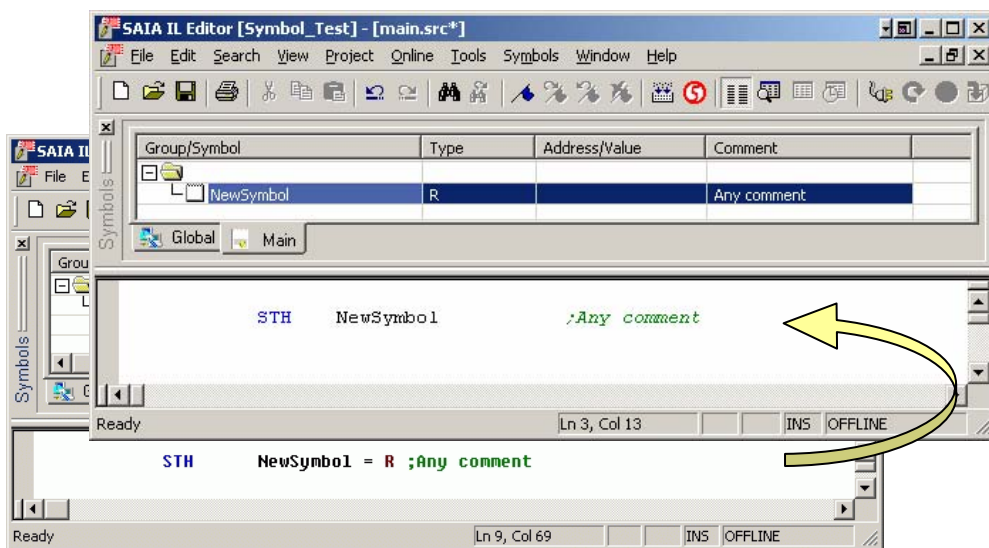 SAIA IL Editor [Symbol_Test] - [main.src*]
File Edit Search View Project Online Tools Symbols Window Help
Group/Symbol Type Address/Value Comment
NewSymbol R Any comment
Symbols
Global Main
STH NewSymbol ;Any comment
Ready Ln 3, Col 13 INS OFFLINE
SAIA IL
File E
Grou
Symbols
G
STH NewSymbol = R ;Any comment
Ready Ln 9, Col 69 INS OFFLINE